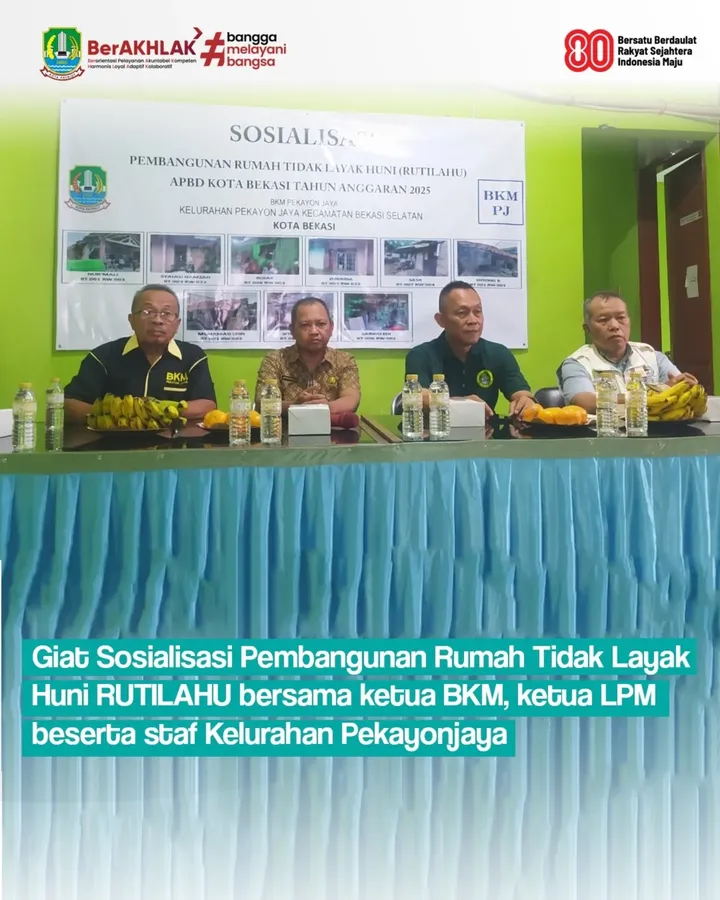 BerAKHLAK
Berorientasi Pelayanan Akuntabel Kompeten
Harmonis Loyal Adaptif Kolaboratif
#bangga
melayani
bangsa
80
Bersatu Berdaulat
Rakyat Sejahtera
Indonesia Maju
PEMBANGUNAN RUMAH TIDAK LAYAK HUNI (RUTILAHU)
APBD KOTA BEKASI TAHUN ANGGARAN 2025
BKM PEKAYON JAYA
KELURAHAN PEKAYON JAYA KECAMATAN BEKASI SELATAN
KOTA BEKASI
BKM
PJ
BKM
Giat Sosialisasi Pembangunan Rumah Tidak Layak
Huni RUTILAHU bersama ketua BKM, ketua LPM
beserta staf Kelurahan Pekayonjaya